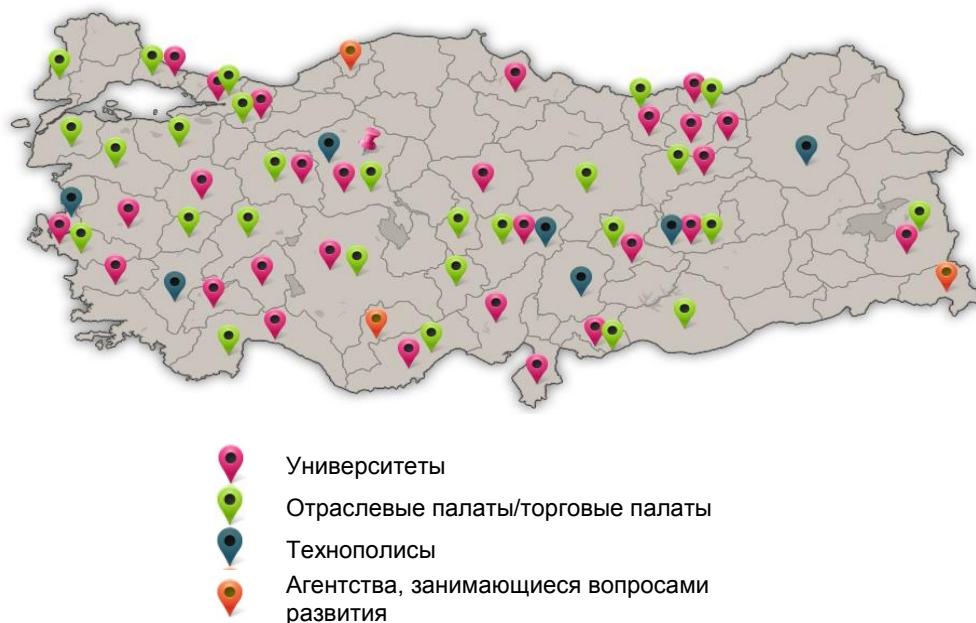 Университеты
Отраслевые палаты/торговые палаты
Технополисы
Агентства, занимающиеся вопросами
развития